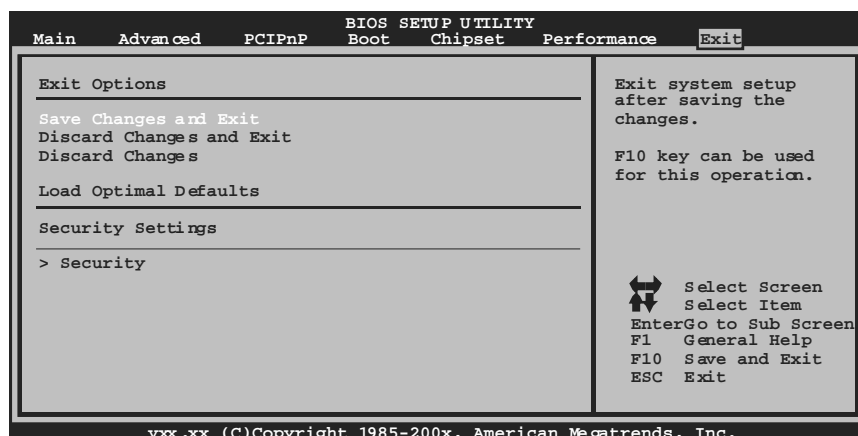 BIOS SETUP UTILITY
Main Advanced PCIPnP Boot Chipset Performance Exit
Exit Options
Save Changes and Exit
Discard Changes and Exit
Discard Changes
Load Optimal Defaults
Security Settings
> Security
Exit system setup
after saving the
changes.
F10 key can be used
for this operation.
Select Screen
Select Item
Enter Go to Sub Screen
F1 General Help
F10 Save and Exit
ESC Exit
vxx.xx (C)Copyright 1985-200x, American Megatrends, Inc.